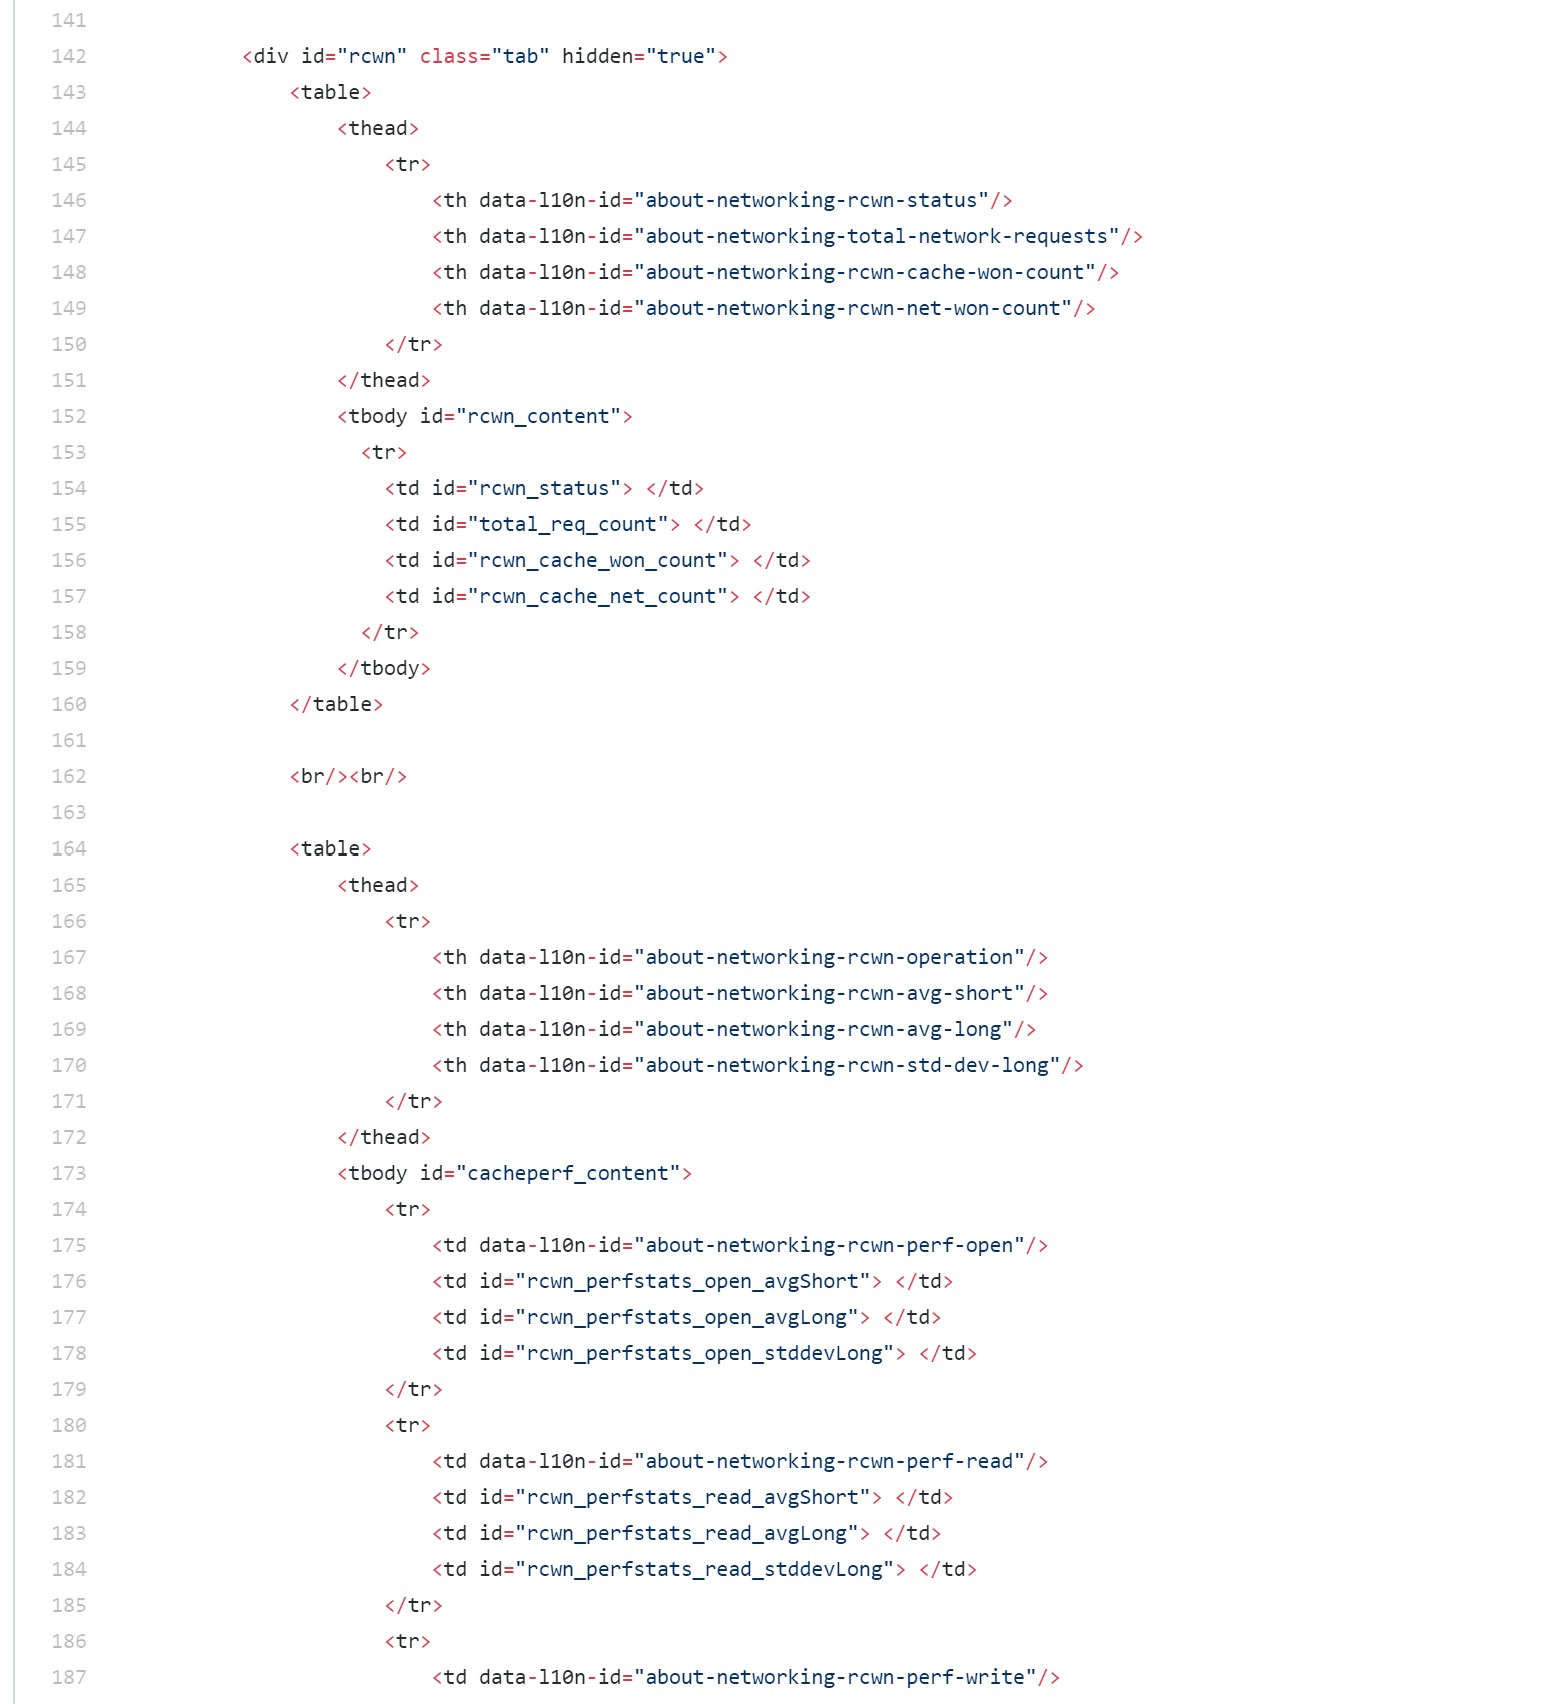 141
142 <div id="rcwn" class="tab" hidden="true">
143 <table>
144 <thead>
145 <tr>
146 <th data-l10n-id="about-networking-rcwn-status"/>
147 <th data-l10n-id="about-networking-total-network-requests"/>
148 <th data-l10n-id="about-networking-rcwn-cache-won-count"/>
149 <th data-l10n-id="about-networking-rcwn-net-won-count"/>
150 </tr>
151 </thead>
152 <tbody id="rcwn_content">
153 <tr>
154 <td id="rcwn_status"> </td>
155 <td id="total_req_count"> </td>
156 <td id="rcwn_cache_won_count"> </td>
157 <td id="rcwn_cache_net_count"> </td>
158 </tr>
159 </tbody>
160 </table>
161
162 <br/><br/>
163
164 <table>
165 <thead>
166 <tr>
167 <th data-l10n-id="about-networking-rcwn-operation"/>
168 <th data-l10n-id="about-networking-rcwn-avg-short"/>
169 <th data-l10n-id="about-networking-rcwn-avg-long"/>
170 <th data-l10n-id="about-networking-rcwn-std-dev-long"/>
171 </tr>
172 </thead>
173 <tbody id="cacheperf_content">
174 <tr>
175 <td data-l10n-id="about-networking-rcwn-perf-open"/>
176 <td id="rcwn_perfstats_open_avgShort"> </td>
177 <td id="rcwn_perfstats_open_avgLong"> </td>
178 <td id="rcwn_perfstats_open_stddevLong"> </td>
179 </tr>
180 <tr>
181 <td data-l10n-id="about-networking-rcwn-perf-read"/>
182 <td id="rcwn_perfstats_read_avgShort"> </td>
183 <td id="rcwn_perfstats_read_avgLong"> </td>
184 <td id="rcwn_perfstats_read_stddevLong"> </td>
185 </tr>
186 <tr>
187 <td data-l10n-id="about-networking-rcwn-perf-write"/>